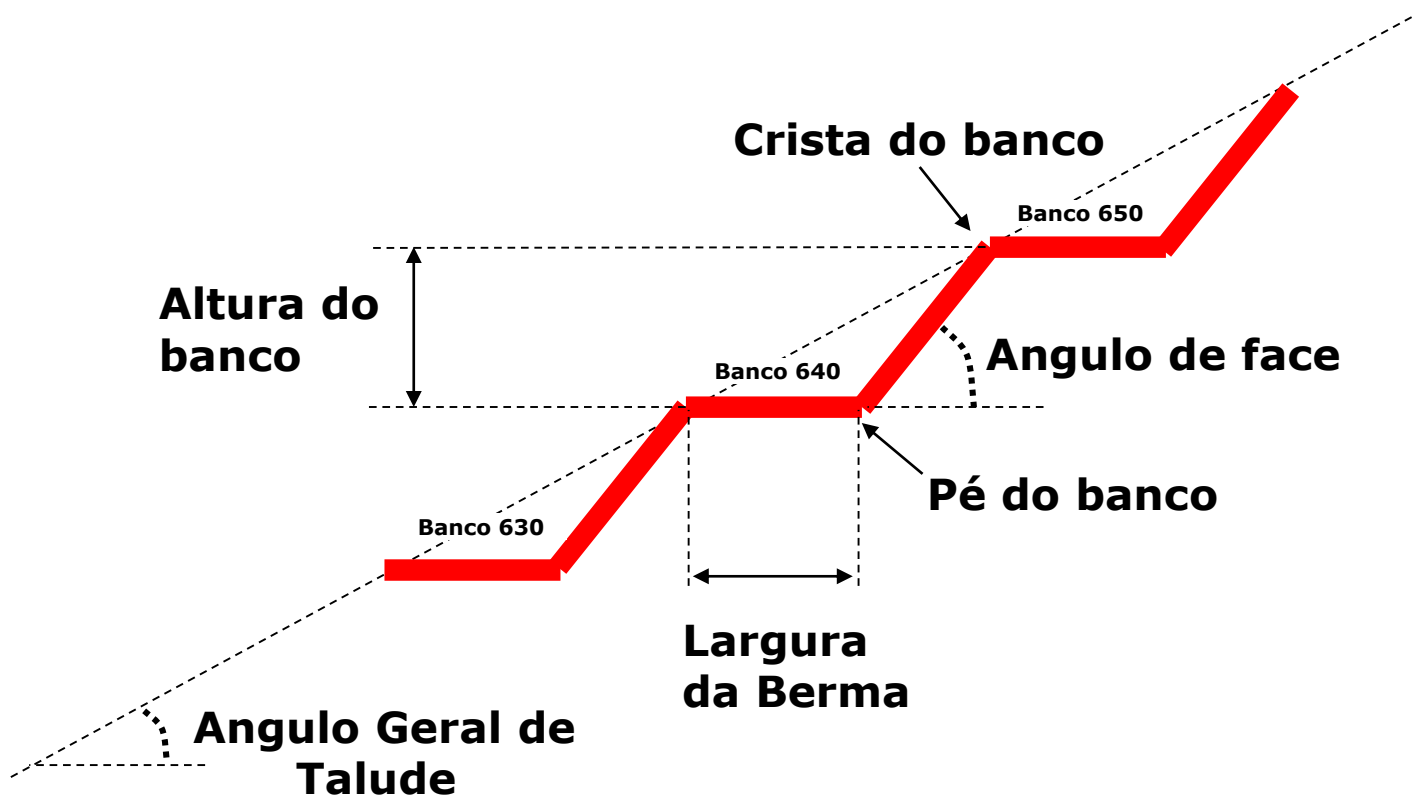 Crista do banco
Banco 650
Altura do
banco
Angulo de face
Banco 640
Pé do banco
Banco 630
Largura
da Berma
Angulo Geral de
Talude